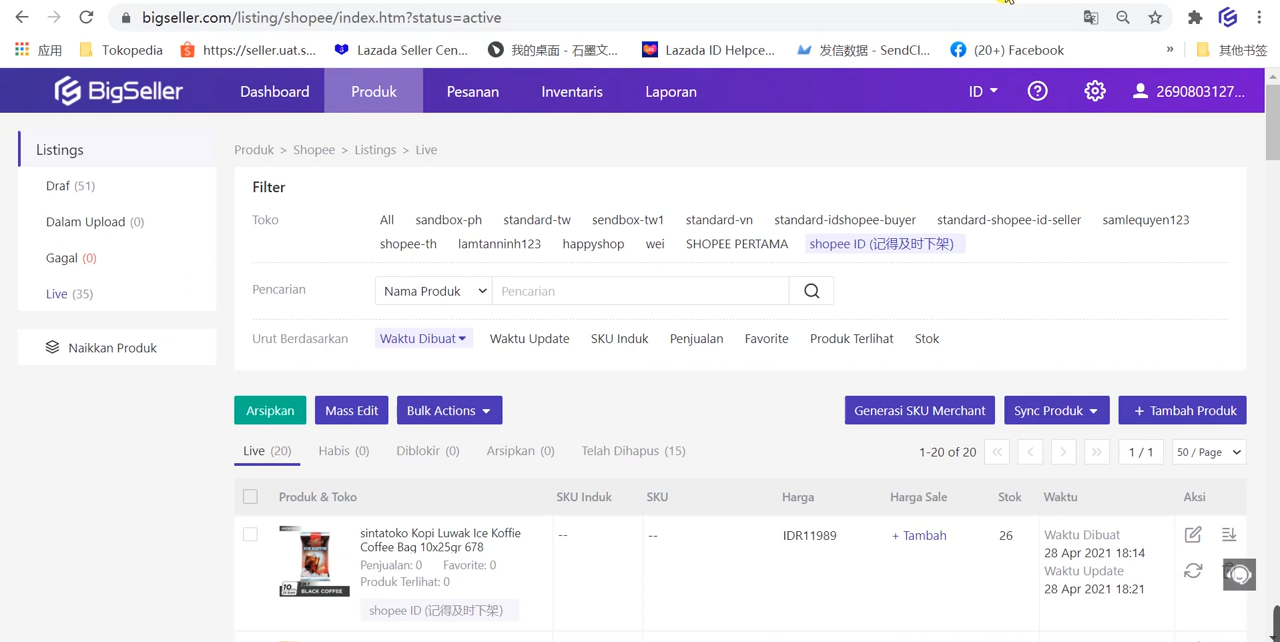 bigseller.com/listing/shopee/index.htm?status=active
应用 Tokopedia https://seller.uat.s... Lazada Seller Cen... 我的桌面 - 石墨文... Lazada ID Helpce... 发信数据 - SendCl... (20+) Facebook » 其他书签
BigSeller Dashboard Produk Pesanan Inventaris Laporan ID 2690803127...
Listings
Draf (51)
Dalam Upload (0)
Gagal (0)
Live (35)
Naikkan Produk
Produk > Shopee > Listings > Live
Filter
Toko All sandbox-ph standard-tw sendbox-tw1 standard-vn standard-idshopee-buyer standard-shopee-id-seller samlequyen123
shopee-th lamtanninh123 happyshop wei SHOPEE PERTAMA shopee ID (记得及时下架)
Pencarian Nama Produk Pencarian
Urut Berdasarkan Waktu Dibuat Waktu Update SKU Induk Penjualan Favorite Produk Terlihat Stok
Arsipkan Mass Edit Bulk Actions Generasi SKU Merchant Sync Produk + Tambah Produk
Live (20) Habis (0) Diblokir (0) Arsipkan (0) Telah Dihapus (15) 1-20 of 20 « < > » 1 / 1 50 / Page
Produk & Toko SKU Induk SKU Harga Harga Sale Stok Waktu Aksi
sintatoko Kopi Luwak Ice Koffie
Coffee Bag 10x25gr 678
Penjualan: 0 Favorite: 0
Produk Terlihat: 0
shopee ID (记得及时下架)
-- -- IDR11989 + Tambah 26
Waktu Dibuat
28 Apr 2021 18:14
Waktu Update
28 Apr 2021 18:21
ICE KOFFIE
10
BLACK COFFEE